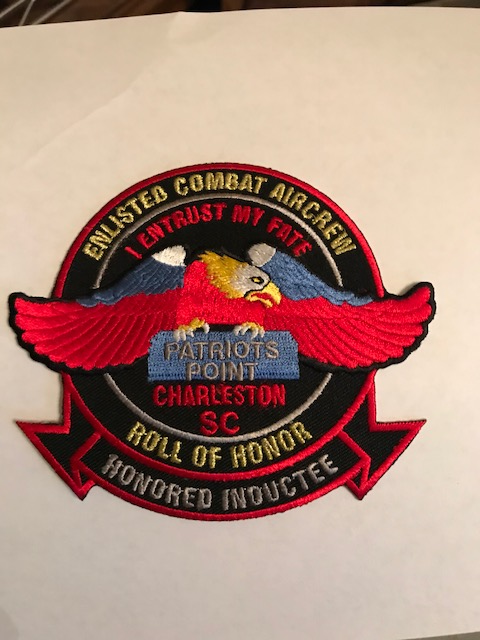 ENLISTED COMBAT AIRCREW
I ENTRUST MY FATE
PATRIOTS
POINT
CHARLESTON
SC
ROLL OF HONOR
HONORED INDUCTEE